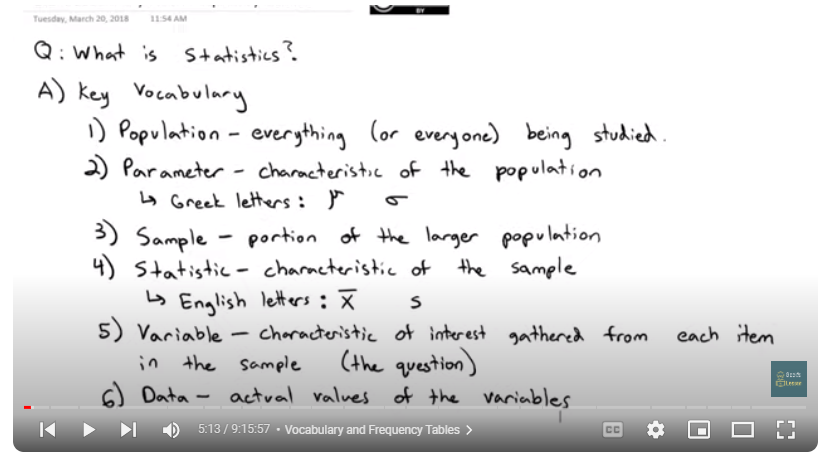 Tuesday, March 20, 2018 11:54 AM
BY
Q: What is Statistics?
A) Key Vocabulary
1) Population - everything (or everyone) being studied.
2) Parameter - characteristic of the population
↳ Greek letters: μ σ
3) Sample - portion of the larger population
4) Statistic - characteristic of the sample
↳ English letters: x̅ s
5) Variable - characteristic of interest gathered from each item
in the sample (the question)
6) Data - actual values of the variables
5:13 / 9:15:57 • Vocabulary and Frequency Tables >
CC